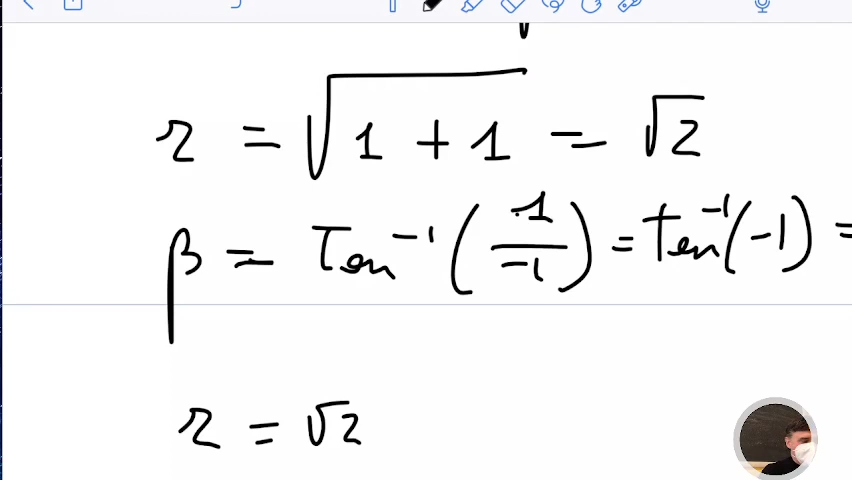 r = √1 + 1 = √2
β = Tan⁻¹ (1/−1) = tan⁻¹(−1) =
r = √2